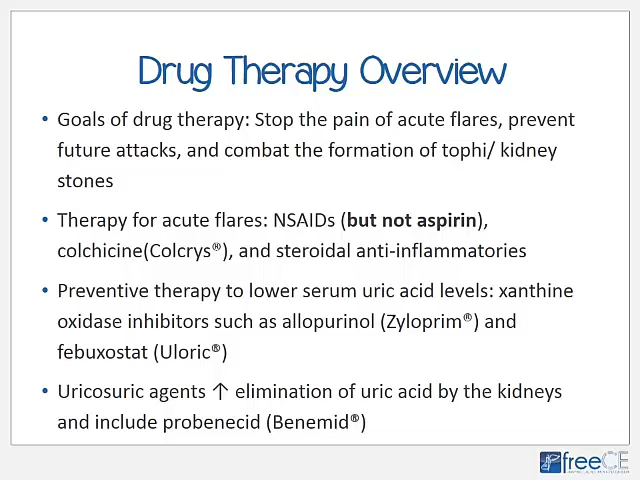 Drug Therapy Overview
• Goals of drug therapy: Stop the pain of acute flares, prevent
future attacks, and combat the formation of tophi/ kidney
stones
• Therapy for acute flares: NSAIDs (but not aspirin),
colchicine(Colcrys®), and steroidal anti-inflammatories
• Preventive therapy to lower serum uric acid levels: xanthine
oxidase inhibitors such as allopurinol (Zyloprim®) and
febuxostat (Uloric®)
• Uricosuric agents ↑ elimination of uric acid by the kidneys
and include probenecid (Benemid®)
freeCE